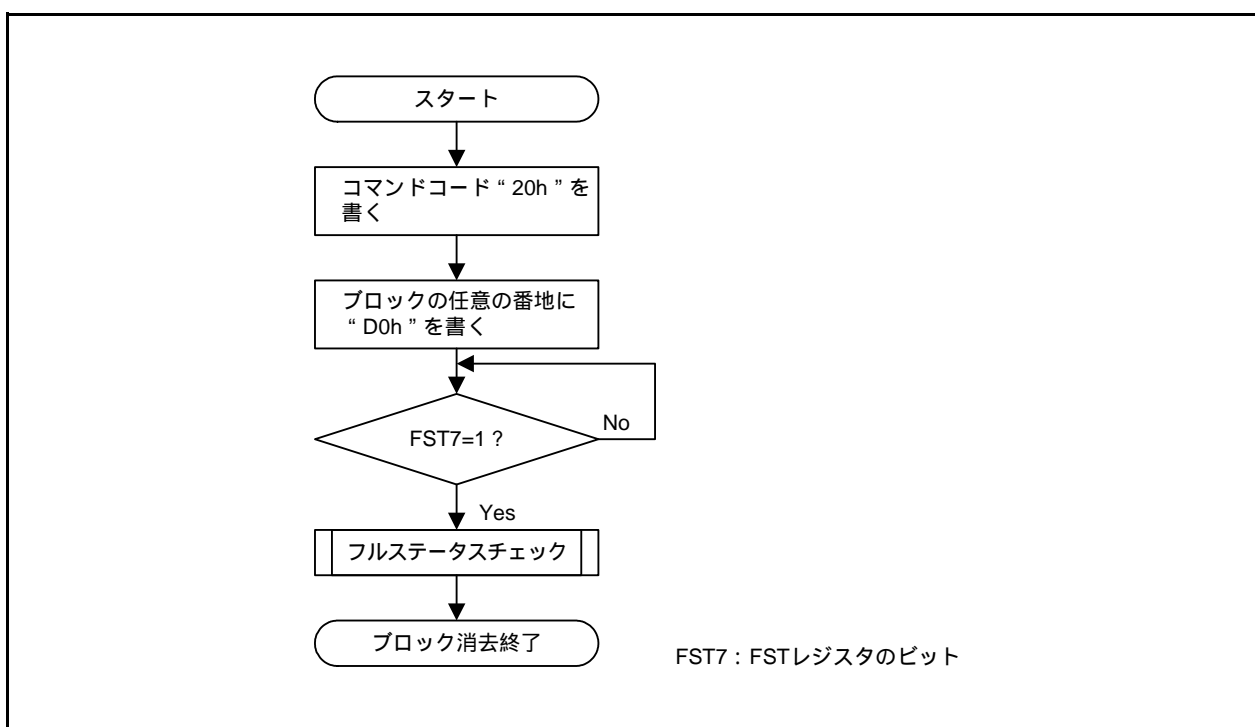 スタート
コマンドコード“20h”を
書く
ブロックの任意の番地に
“D0h”を書く
FST7=1 ?
No
Yes
フルステータスチェック
ブロック消去終了
FST7 : FSTレジスタのビット